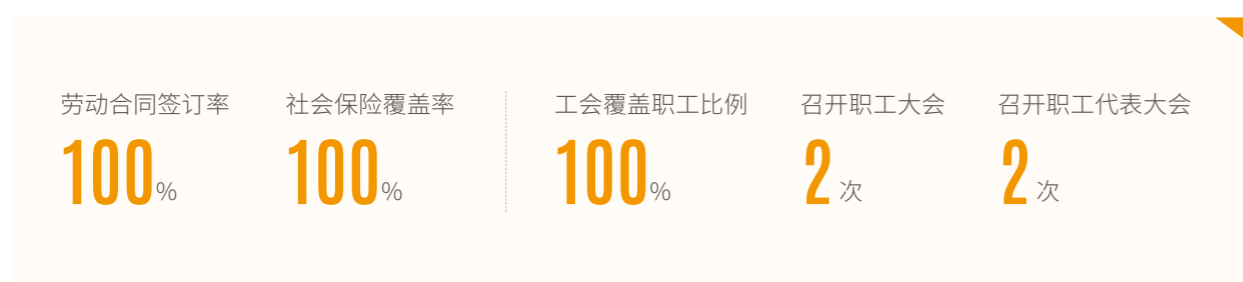 劳动合同签订率
100%
社会保险覆盖率
100%
工会覆盖职工比例
100%
召开职工大会
2 次
召开职工代表大会
2 次